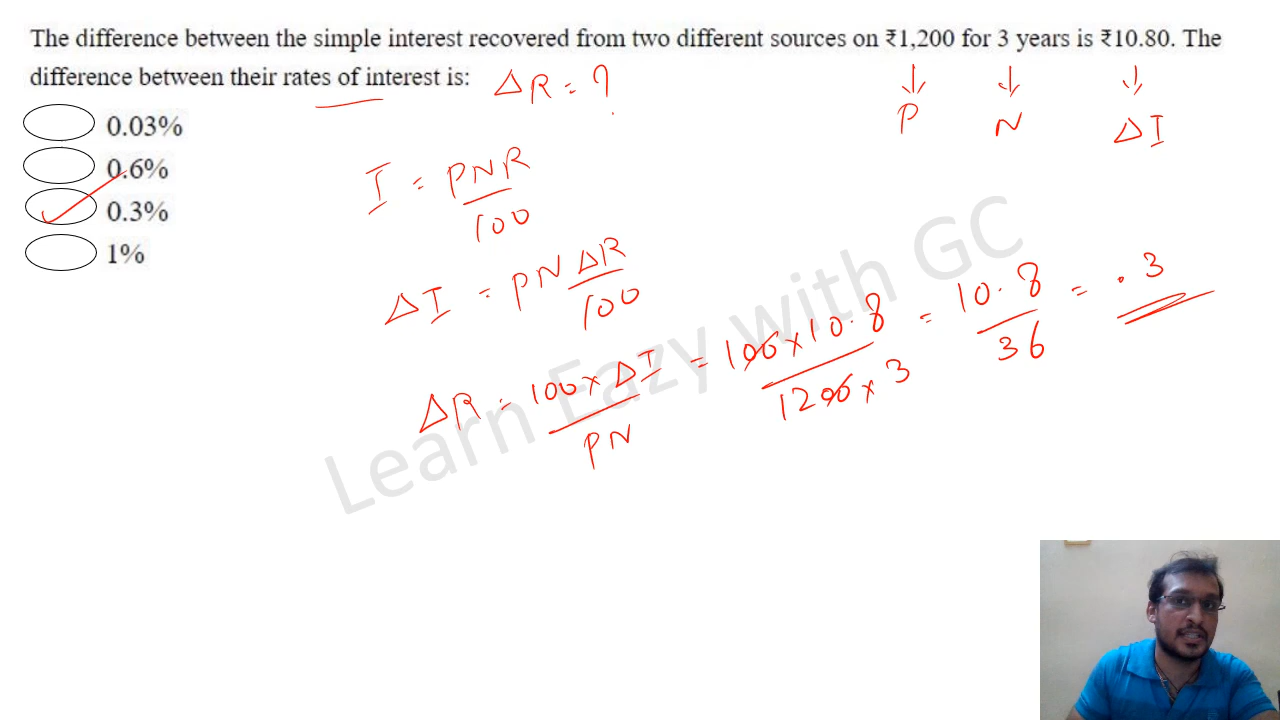 The difference between the simple interest recovered from two different sources on ₹1,200 for 3 years is ₹10.80. The
difference between their rates of interest is:
ΔR = ?
↓ ↓ ↓
P N ΔI
0.03%
0.6%
0.3%
1%
I = PNR/100
ΔI = PN ΔR/100
ΔR = 100 x ΔI/PN = 100 x 10.8/1200 x 3 = 10.8/36 = .3
Learn Eazy with GC